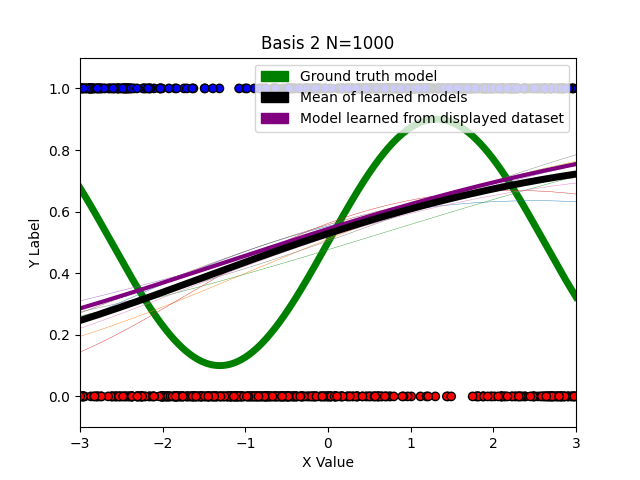 Basis 2 N=1000
Ground truth model
Mean of learned models
Model learned from displayed dataset
Y Label
1.0
0.8
0.6
0.4
0.2
0.0
−3
−2
−1
0
1
2
3
X Value